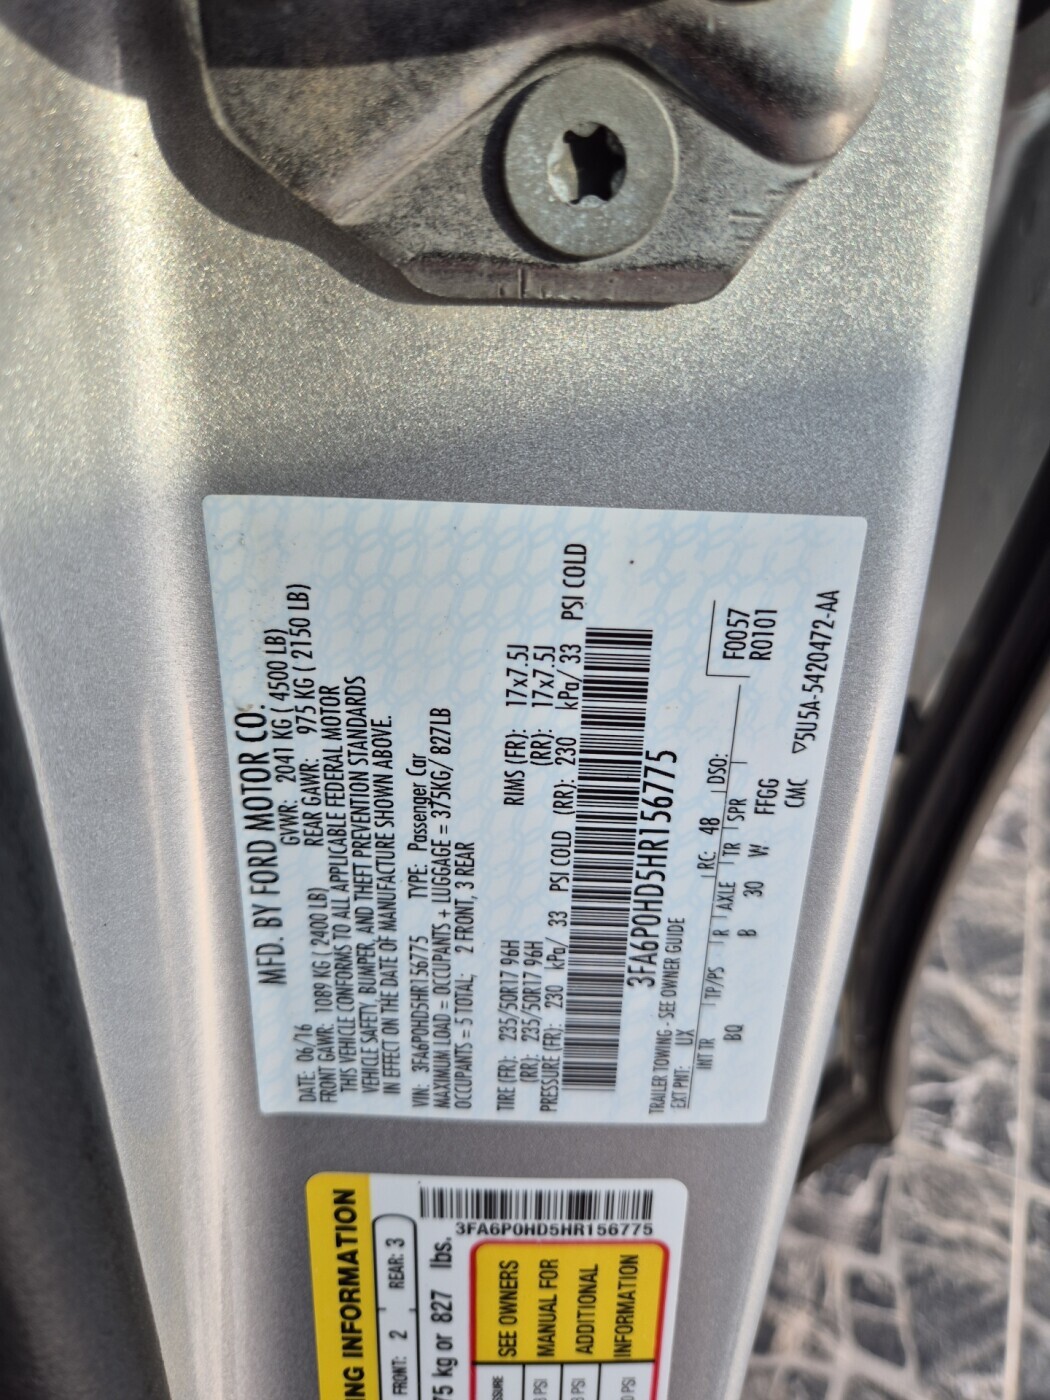 MFD. BY FORD MOTOR CO.
DATE: 06/16 GVWR: 2041 KG ( 4500 LB)
FRONT GAWR: 1089 KG ( 2400 LB) REAR GAWR: 975 KG ( 2150 LB)
THIS VEHICLE CONFORMS TO ALL APPLICABLE FEDERAL MOTOR
VEHICLE SAFETY, BUMPER, AND THEFT PREVENTION STANDARDS
IN EFFECT ON THE DATE OF MANUFACTURE SHOWN ABOVE.
VIN: 3FA6P0HD5HR156775 TYPE: Passenger Car
MAXIMUM LOAD = OCCUPANTS + LUGGAGE = 375KG/ 827LB
OCCUPANTS = 5 TOTAL; 2 FRONT, 3 REAR
TIRE (FR): 235/50R17 96H RIMS (FR): 17x7.5J
(RR): 235/50R17 96H (RR): 17x7.5J
PRESSURE (FR): 230 kPa/ 33 PSI COLD (RR): 230 kPa/ 33 PSI COLD
3FA6P0HD5HR156775
TRAILER TOWING - SEE OWNER GUIDE
EXT PNT: UX RC: 48 DSO:
INT TR TP/PS R AXLE TR SPR
BQ B 30 W FFGG
F0057
R0101
CMC
5U5A-5420472-AA
NG INFORMATION
FRONT: 2 REAR: 3
75 kg or 827 lbs.
3FA6P0HD5HR156775
SEE OWNERS
MANUAL FOR
ADDITIONAL
INFORMATION
PSI
PSI
PSI